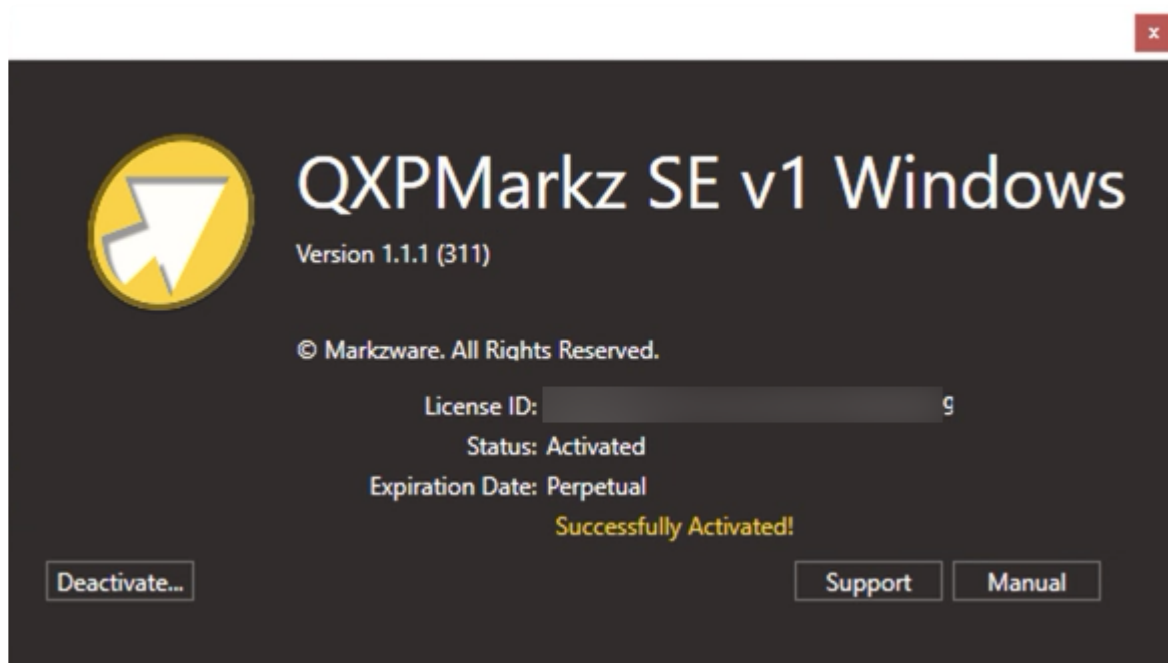 x
QXPMarkz SE v1 Windows
Version 1.1.1 (311)
© Markzware. All Rights Reserved.
License ID: 9
Status: Activated
Expiration Date: Perpetual
Successfully Activated!
Deactivate... Support Manual